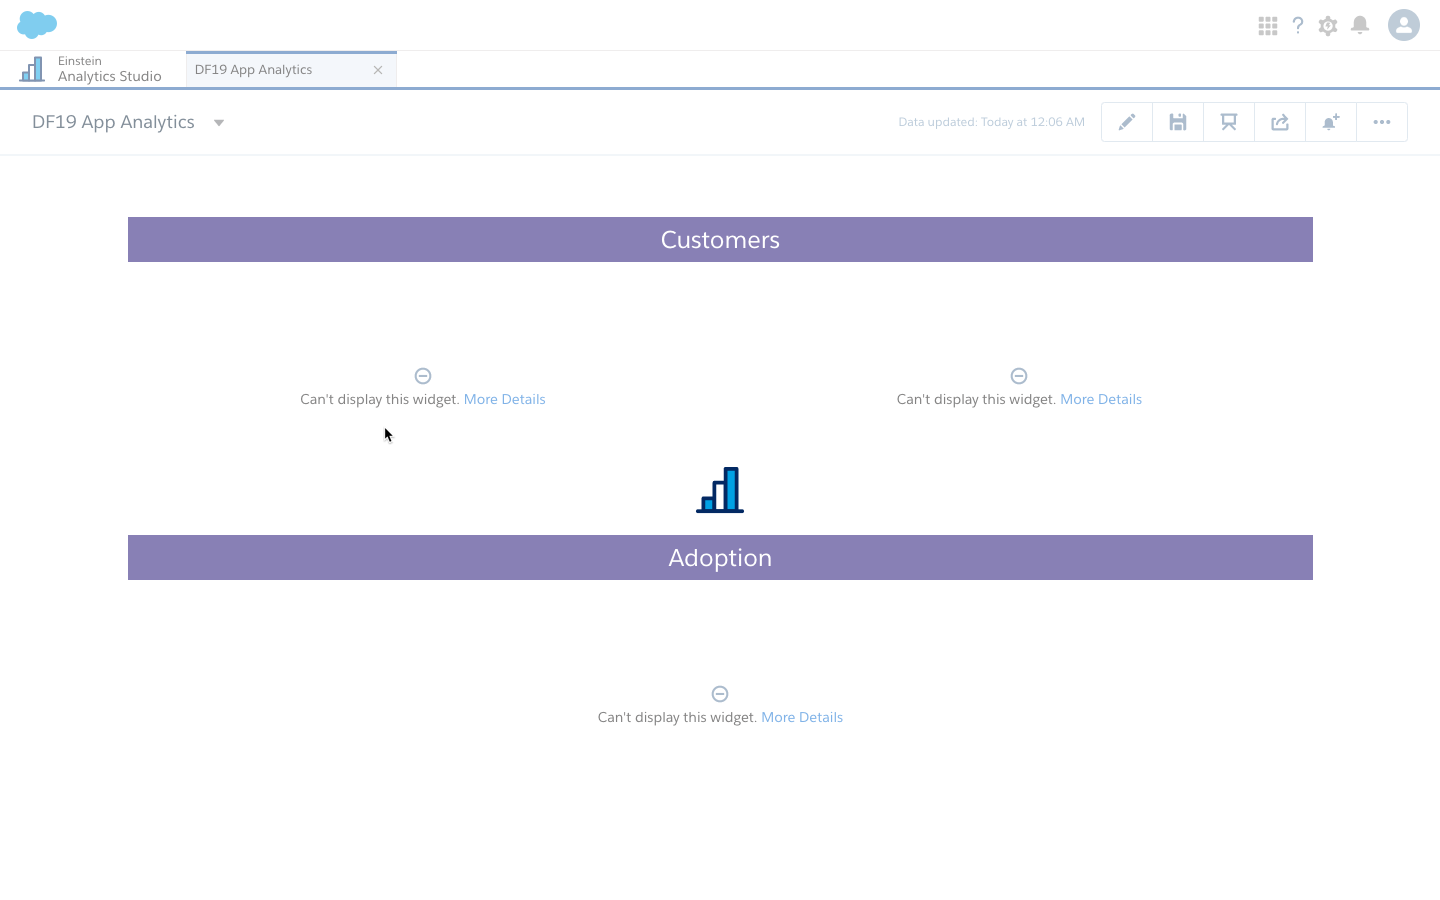 Einstein
Analytics Studio
DF19 App Analytics
DF19 App Analytics
Data updated: Today at 12:06 AM
Customers
Can't display this widget. More Details
Can't display this widget. More Details
Adoption
Can't display this widget. More Details